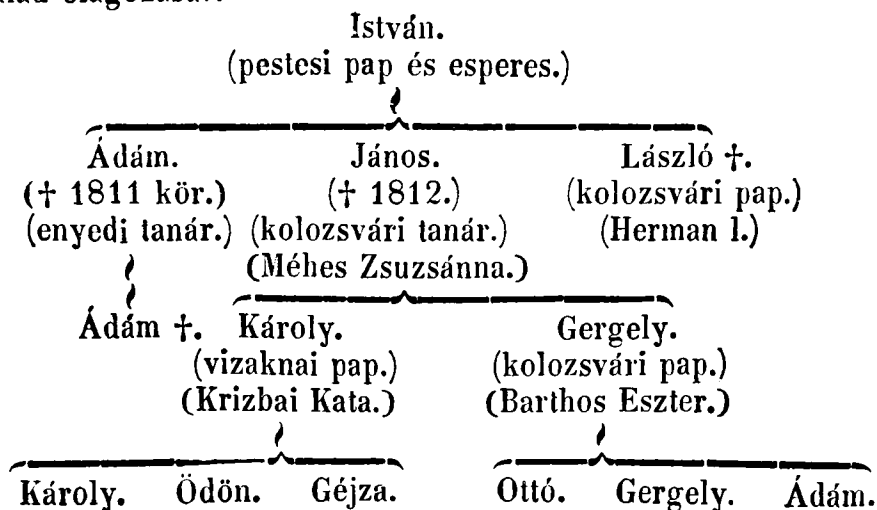 István.
(pestesi pap és esperes.)
Ádám. János. László †.
(† 1811 kör.) († 1812.) (kolozsvári pap.)
(enyedi tanár.) (kolozsvári tanár.) (Herman I.)
(Méhes Zsuzsánna.)
Ádám †. Károly. Gergely.
(vizaknai pap.) (kolozsvári pap.)
(Krizbai Kata.) (Barthos Eszter.)
Károly. Ödön. Géjza. Ottó. Gergely. Ádám.